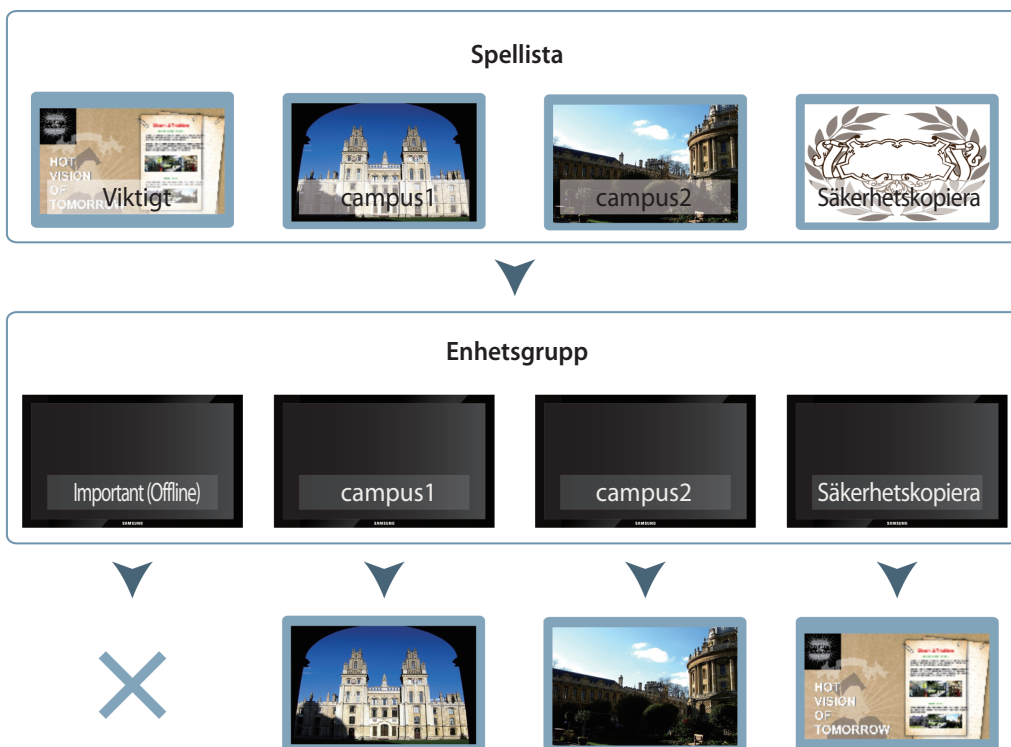 Spellista
HOT
VISION
OF
TOMORROW
Viktigt
campus1
campus2
Säkerhetskopiera
Enhetsgrupp
Important (Offline)
campus1
campus2
Säkerhetskopiera
SAMSUNG
SAMSUNG
SAMSUNG
SAMSUNG
HOT
VISION
OF
TOMORROW